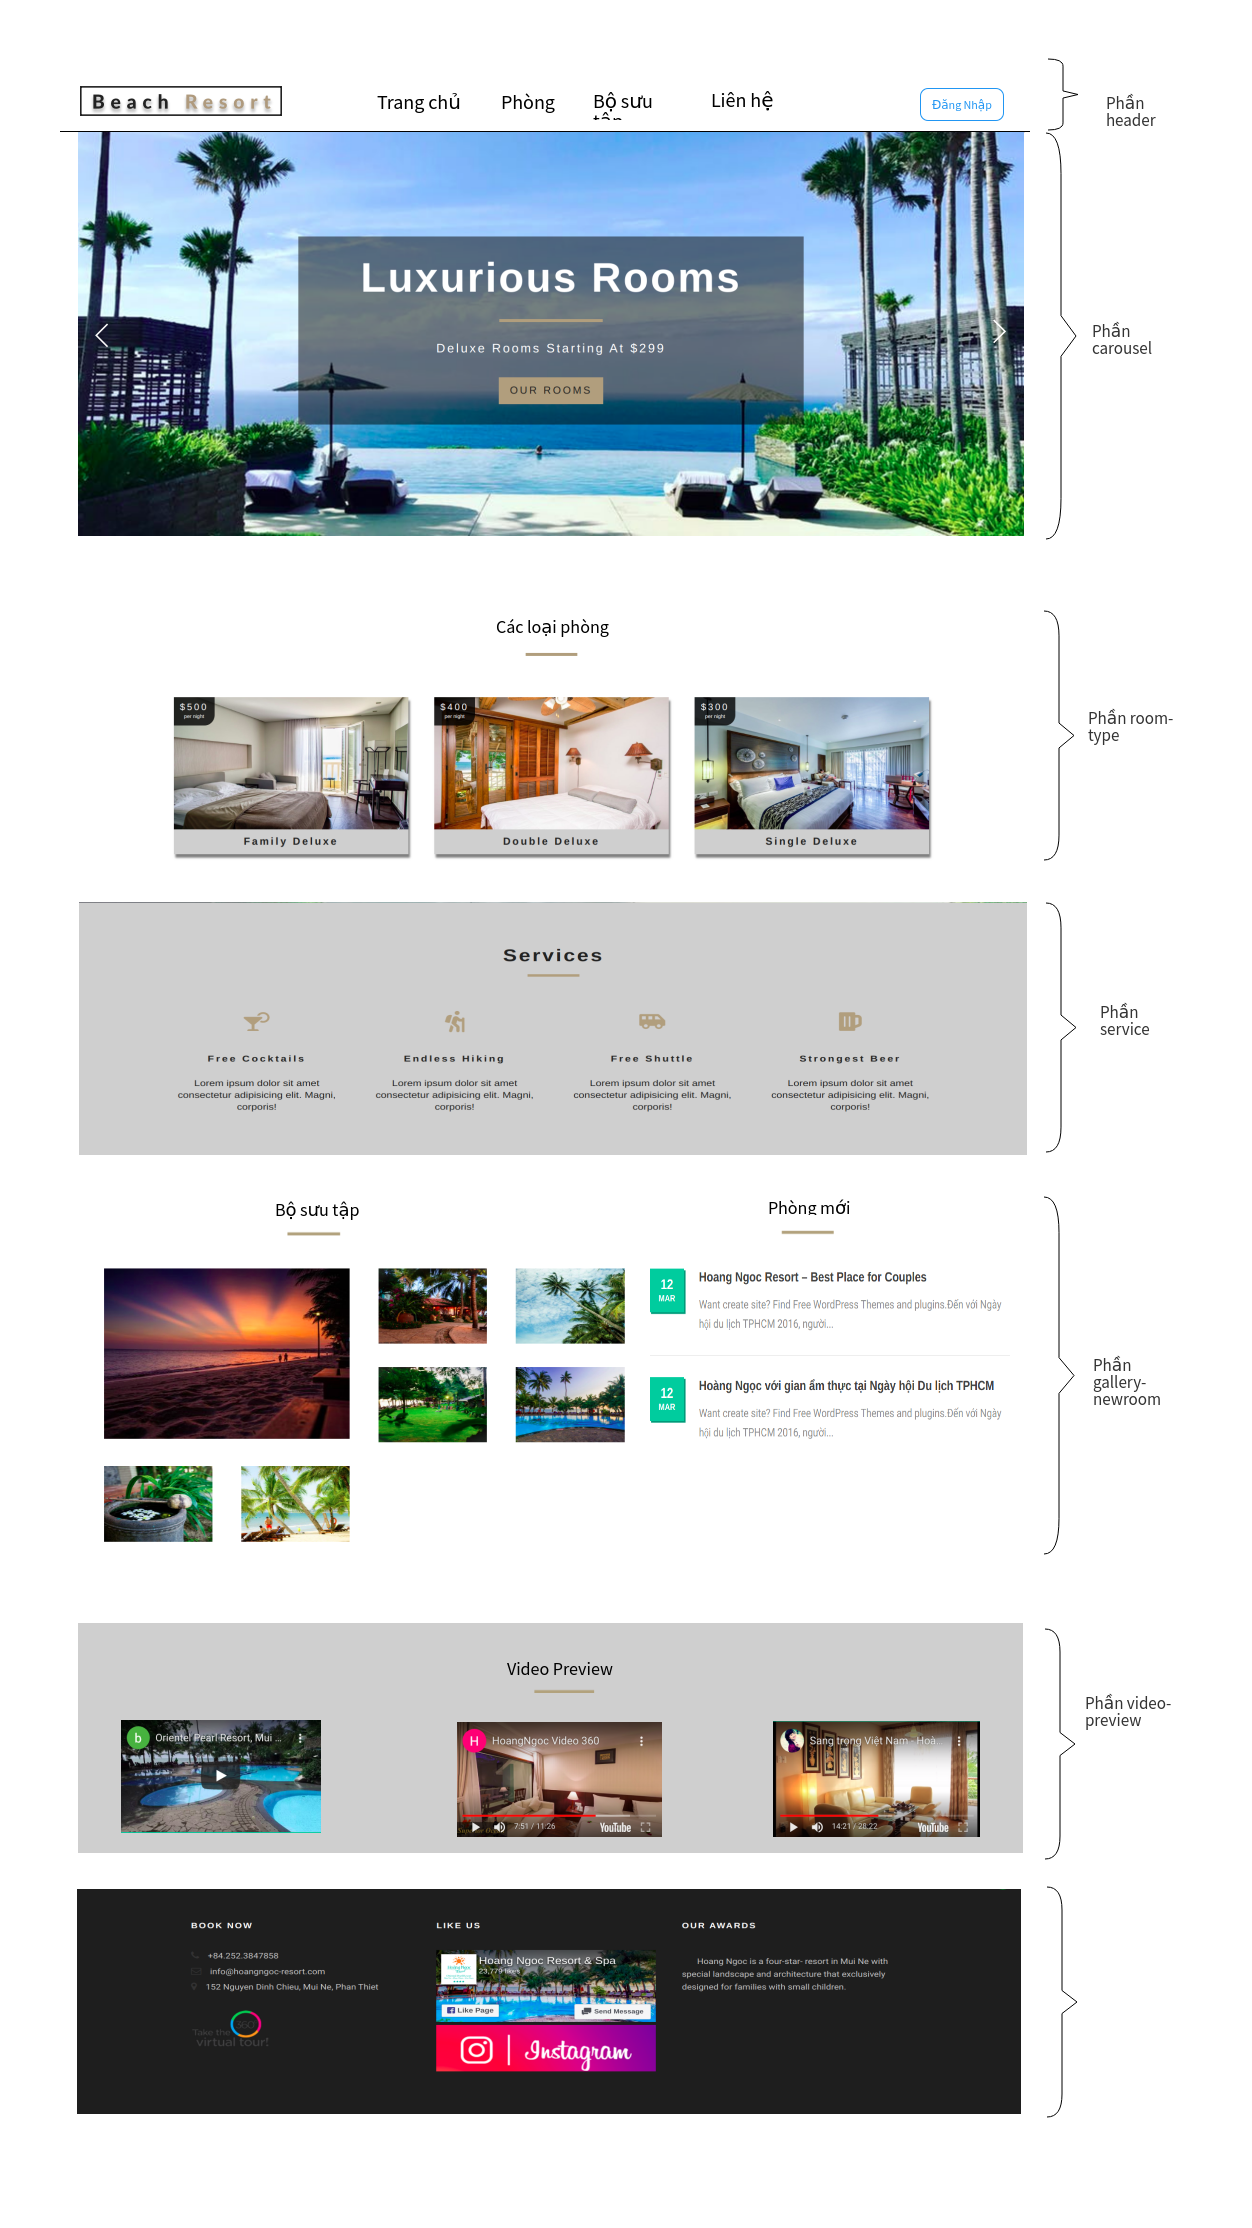 Beach Resort
Trang chủ
Phòng
Bộ sưu
tập
Liên hệ
Đăng Nhập
Phần
header
Luxurious Rooms
Deluxe Rooms Starting At $299
OUR ROOMS
Phần
carousel
Các loại phòng
$500
per night
Family Deluxe
$400
per night
Double Deluxe
$300
per night
Single Deluxe
Phần room-
type
Services
Free Cocktails
Lorem ipsum dolor sit amet
consectetur adipisicing elit. Magni,
corporis!
Endless Hiking
Lorem ipsum dolor sit amet
consectetur adipisicing elit. Magni,
corporis!
Free Shuttle
Lorem ipsum dolor sit amet
consectetur adipisicing elit. Magni,
corporis!
Strongest Beer
Lorem ipsum dolor sit amet
consectetur adipisicing elit. Magni,
corporis!
Phần
service
Bộ sưu tập
Phòng mới
12
MAR
Hoang Ngoc Resort – Best Place for Couples
Want create site? Find Free WordPress Themes and plugins.Đến với Ngày
hội du lịch TPHCM 2016, người...
12
MAR
Hoàng Ngọc với gian ẩm thực tại Ngày hội Du lịch TPHCM
Want create site? Find Free WordPress Themes and plugins.Đến với Ngày
hội du lịch TPHCM 2016, người...
Phần
gallery-
newroom
Video Preview
b
Oriental Pearl Resort, Mui ...
H
HoangNgoc Video 360
7:51 / 11:26
YouTube
Sang trọng Việt Nam - Hoà...
14:21 / 28:22
YouTube
Phần video-
preview
BOOK NOW
+84.252.3847858
info@hoangngoc-resort.com
152 Nguyen Dinh Chieu, Mui Ne, Phan Thiet
Take the 360°
virtual tour!
LIKE US
Hoang Ngoc Resort & Spa
23,779 likes
Like Page
Send Message
Instagram
OUR AWARDS
Hoang Ngoc is a four-star- resort in Mui Ne with
special landscape and architecture that exclusively
designed for families with small children.